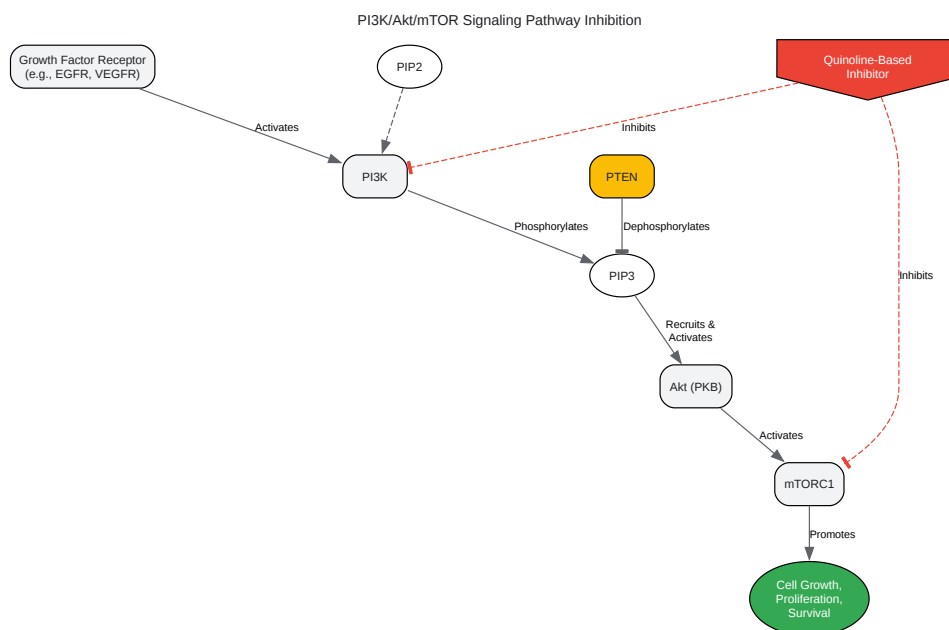 PI3K/Akt/mTOR Signaling Pathway Inhibition
Growth Factor Receptor
(e.g., EGFR, VEGFR)
PIP2
Quinoline-Based
Inhibitor
Activates
Inhibits
PI3K
PTEN
Phosphorylates
Dephosphorylates
PIP3
Inhibits
Recruits &
Activates
Akt (PKB)
Activates
mTORC1
Promotes
Cell Growth,
Proliferation,
Survival